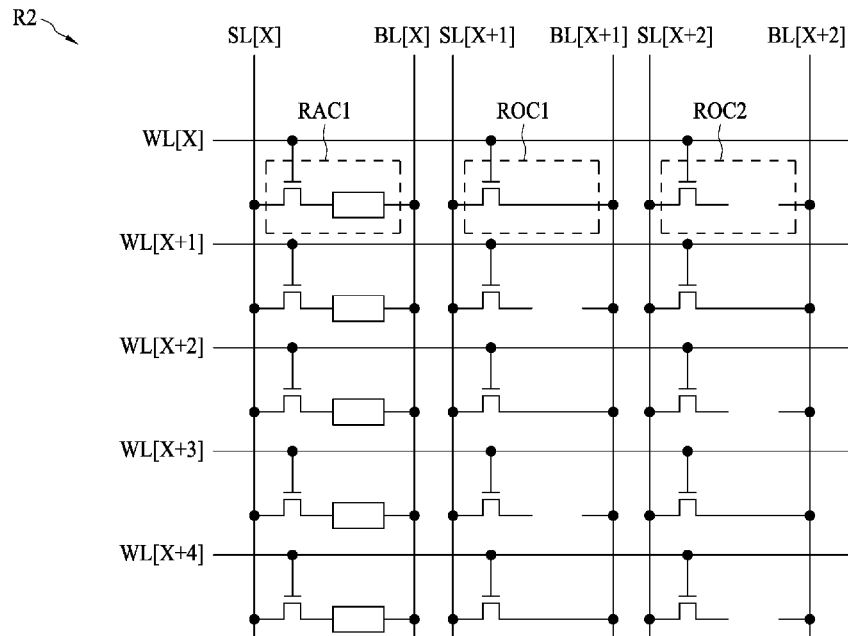 R2
SL[X] BL[X] SL[X+1] BL[X+1] SL[X+2] BL[X+2]
RAC1 ROC1 ROC2
WL[X]
WL[X+1]
WL[X+2]
WL[X+3]
WL[X+4]